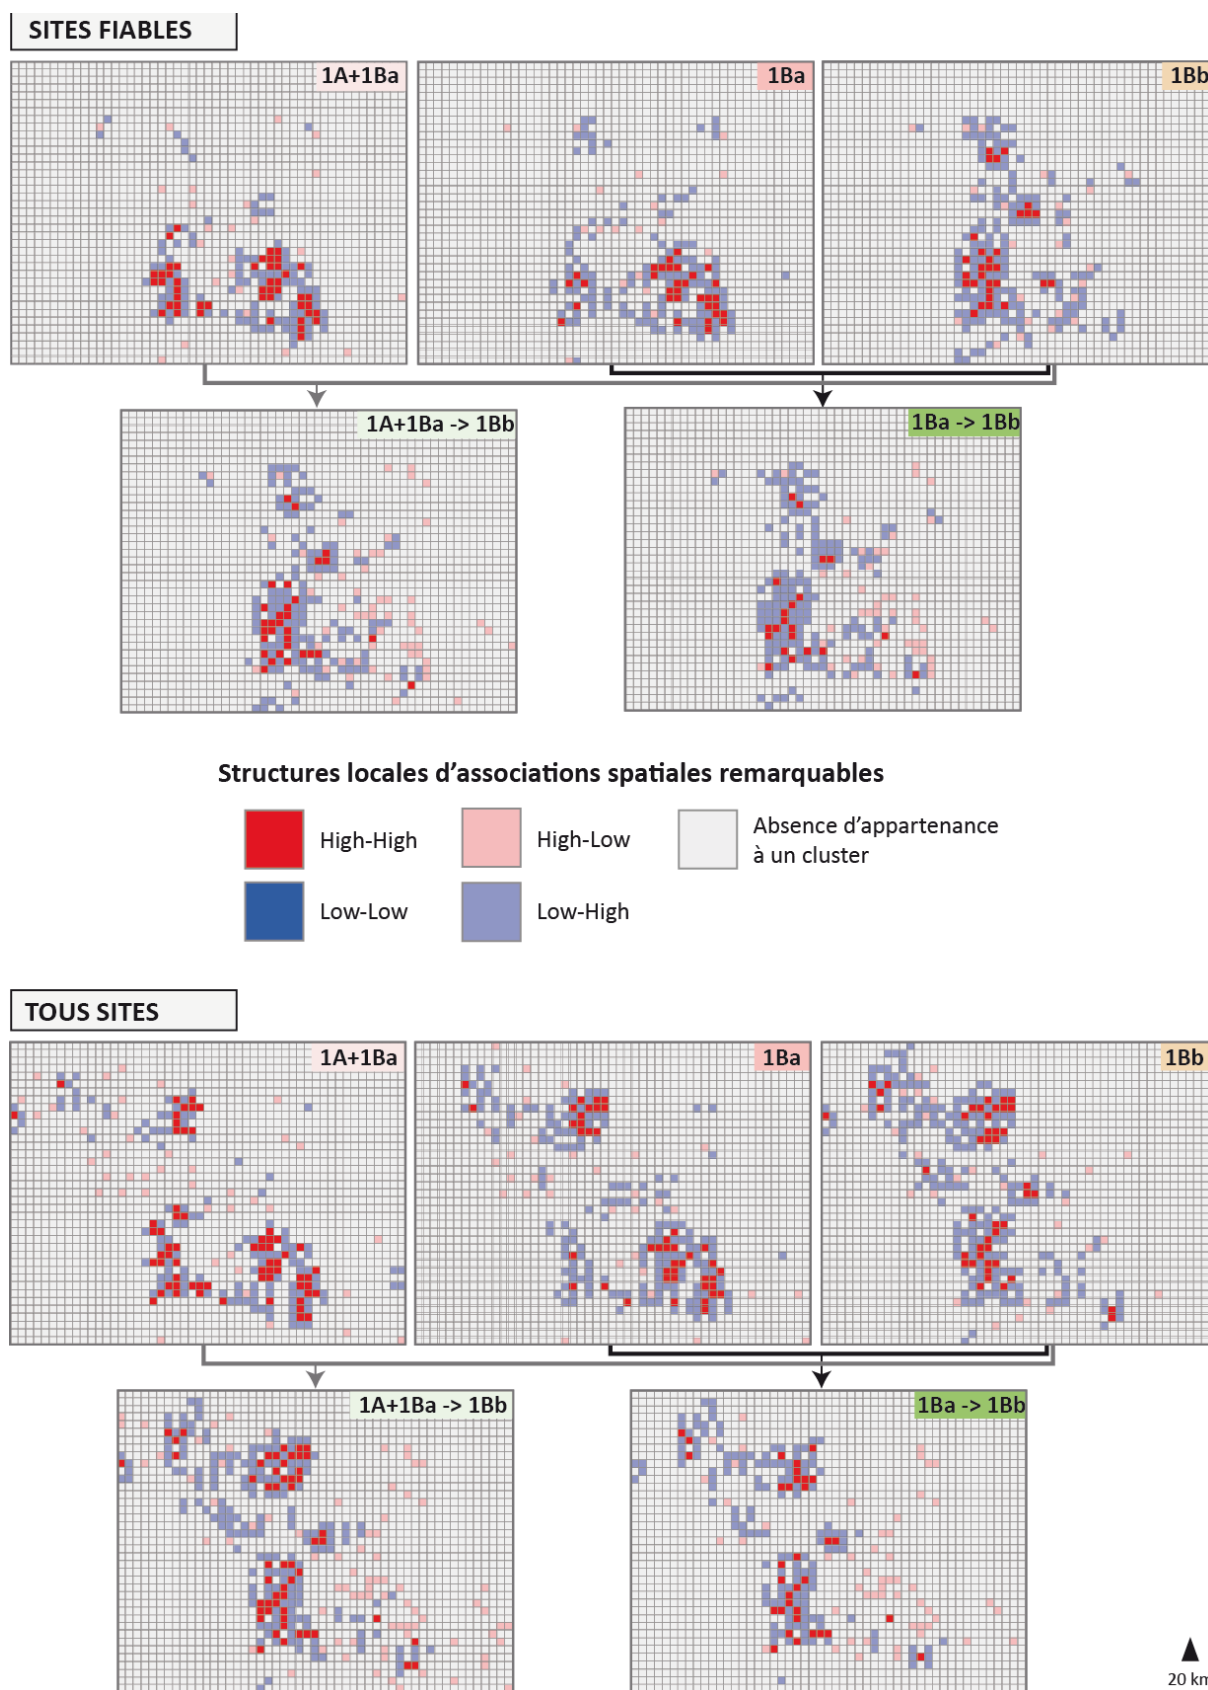 SITES FIABLES
1A+1Ba
1Ba
1Bb
1A+1Ba -> 1Bb
1Ba -> 1Bb
Structures locales d'associations spatiales remarquables
High-High
High-Low
Absence d'appartenance
à un cluster
Low-Low
Low-High
TOUS SITES
1A+1Ba
1Ba
1Bb
1A+1Ba -> 1Bb
1Ba -> 1Bb
20 km